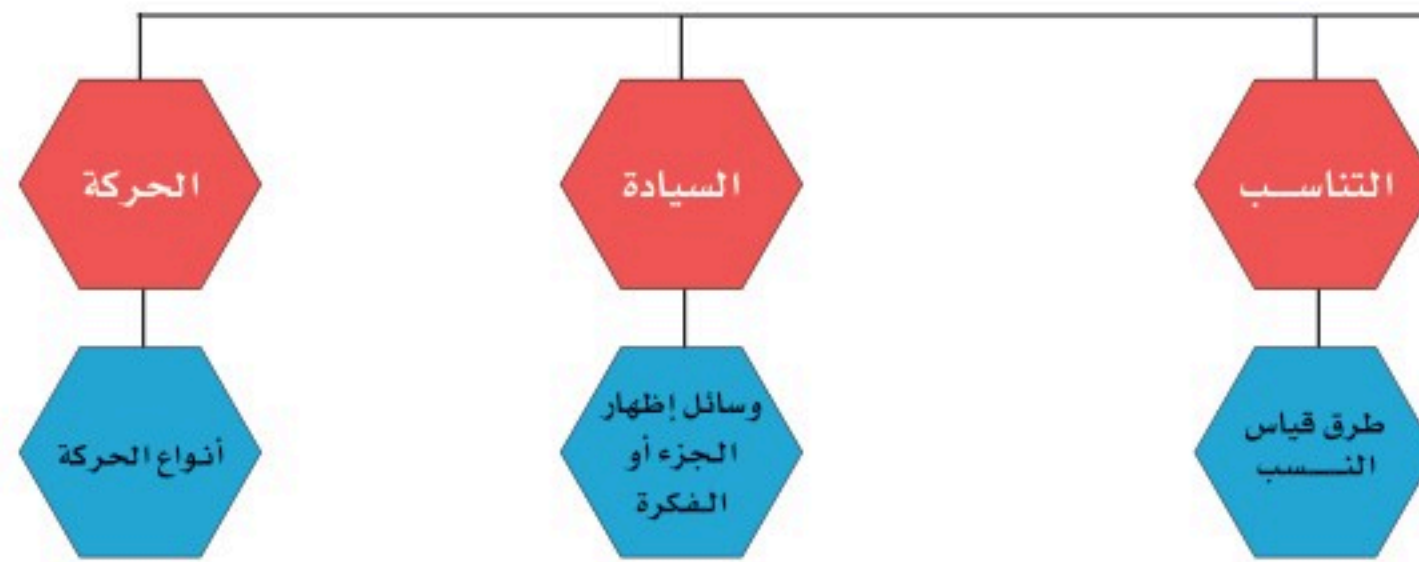 التناسب
السيادة
الحركة
طرق قياس
النسب
وسائل إظهار
الجزء أو
الفكرة
أنواع الحركة